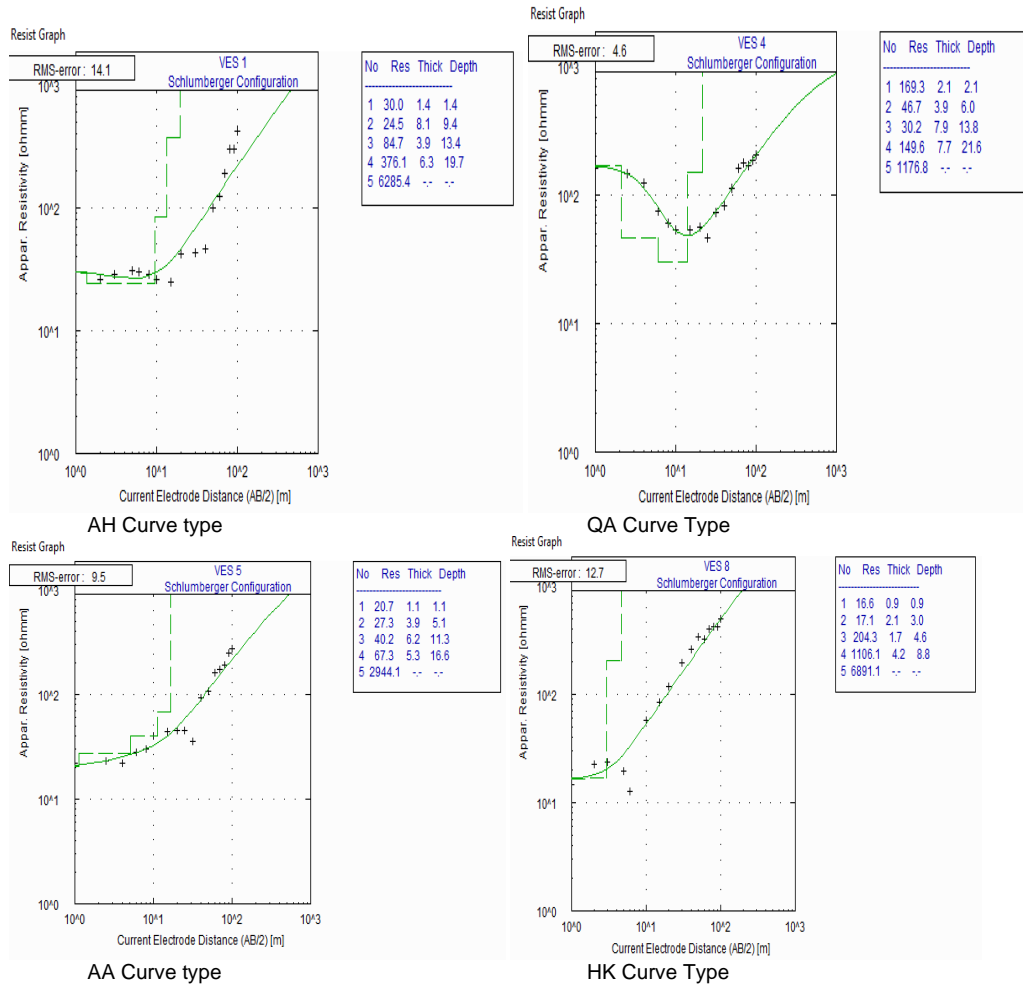 Resist Graph
RMS-error : 14.1
VES 1
Schlumberger Configuration
Appar. Resistivity [ohmm]
10^3
10^2
10^1
10^0
10^0 10^1 10^2 10^3
Current Electrode Distance (AB/2) [m]
No Res Thick Depth
1 30.0 1.4 1.4
2 24.5 8.1 9.4
3 84.7 3.9 13.4
4 376.1 6.3 19.7
5 6285.4 -.- -.-
AH Curve type
Resist Graph
RMS-error : 4.6
VES 4
Schlumberger Configuration
Appar. Resistivity [ohmm]
10^3
10^2
10^1
10^0
10^0 10^1 10^2 10^3
Current Electrode Distance (AB/2) [m]
No Res Thick Depth
1 169.3 2.1 2.1
2 46.7 3.9 6.0
3 30.2 7.9 13.8
4 149.6 7.7 21.6
5 1176.8 -.- -.-
QA Curve Type
Resist Graph
RMS-error : 9.5
VES 5
Schlumberger Configuration
Appar. Resistivity [ohmm]
10^3
10^2
10^1
10^0
10^0 10^1 10^2 10^3
Current Electrode Distance (AB/2) [m]
No Res Thick Depth
1 20.7 1.1 1.1
2 27.3 3.9 5.1
3 40.2 6.2 11.3
4 67.3 5.3 16.6
5 2944.1 -.- -.-
AA Curve type
Resist Graph
RMS-error : 12.7
VES 8
Schlumberger Configuration
Appar. Resistivity [ohmm]
10^3
10^2
10^1
10^0
10^0 10^1 10^2 10^3
Current Electrode Distance (AB/2) [m]
No Res Thick Depth
1 16.6 0.9 0.9
2 17.1 2.1 3.0
3 204.3 1.7 4.6
4 1106.1 4.2 8.8
5 6891.1 -.- -.-
HK Curve Type